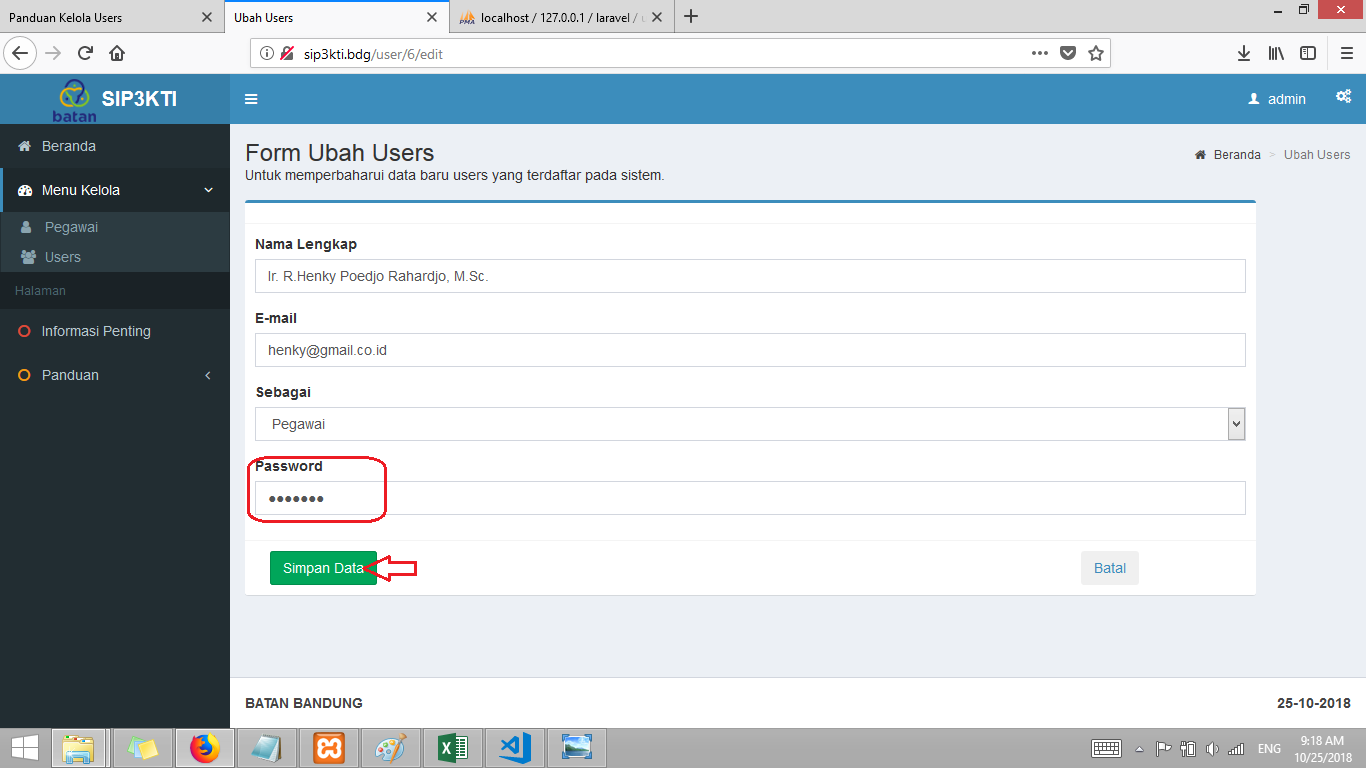 Panduan Kelola Users
Ubah Users
localhost / 127.0.0.1 / laravel /
sip3kti.bdg/user/6/edit
batan
SIP3KTI
admin
Beranda
Menu Kelola
Pegawai
Users
Halaman
Informasi Penting
Panduan
Form Ubah Users
Beranda > Ubah Users
Untuk memperbaharui data baru users yang terdaftar pada sistem.
Nama Lengkap
Ir. R.Henky Poedjo Rahardjo, M.Sc.
E-mail
henky@gmail.co.id
Sebagai
Pegawai
Password
Simpan Data
Batal
BATAN BANDUNG
25-10-2018
ENG
9:18 AM
10/25/2018